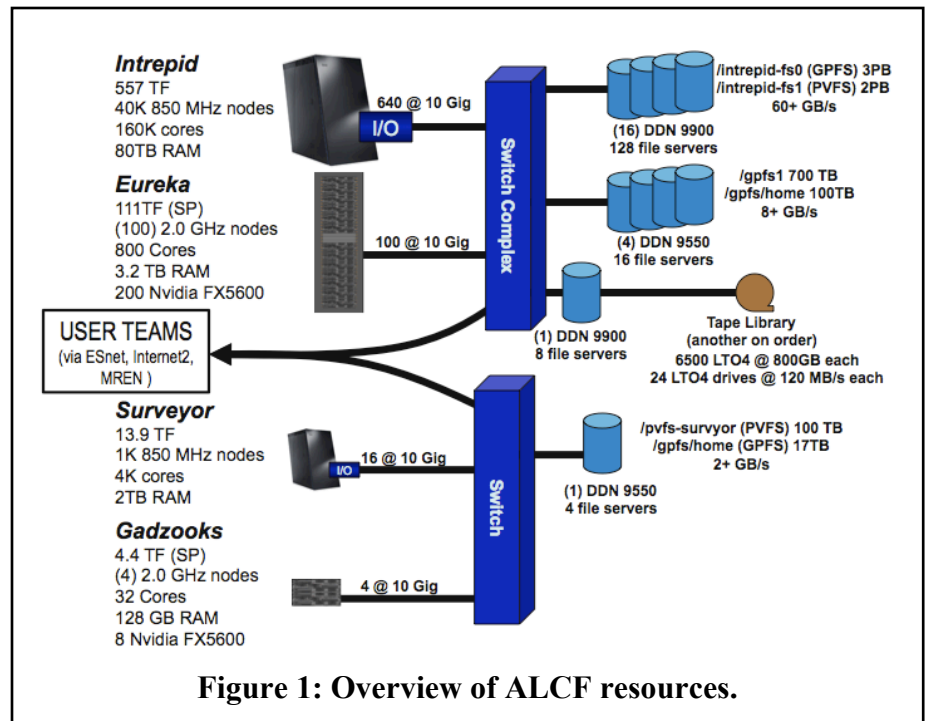 Intrepid
557 TF
40K 850 MHz nodes
160K cores
80TB RAM
640 @ 10 Gig
I/O
Eureka
111TF (SP)
(100) 2.0 GHz nodes
800 Cores
3.2 TB RAM
200 Nvidia FX5600
100 @ 10 Gig
Switch Complex
/intrepid-fs0 (GPFS) 3PB
/intrepid-fs1 (PVFS) 2PB
60+ GB/s
(16) DDN 9900
128 file servers
/gpfs1 700 TB
/gpfs/home 100TB
8+ GB/s
(4) DDN 9550
16 file servers
(1) DDN 9900
8 file servers
Tape Library
(another on order)
6500 LTO4 @ 800GB each
24 LTO4 drives @ 120 MB/s each
USER TEAMS
(via ESnet, Internet2,
MREN )
Surveyor
13.9 TF
1K 850 MHz nodes
4K cores
2TB RAM
I/O
16 @ 10 Gig
Gadzooks
4.4 TF (SP)
(4) 2.0 GHz nodes
32 Cores
128 GB RAM
8 Nvidia FX5600
4 @ 10 Gig
Switch
/pvfs-survyor (PVFS) 100 TB
/gpfs/home (GPFS) 17TB
2+ GB/s
(1) DDN 9550
4 file servers
Figure 1: Overview of ALCF resources.